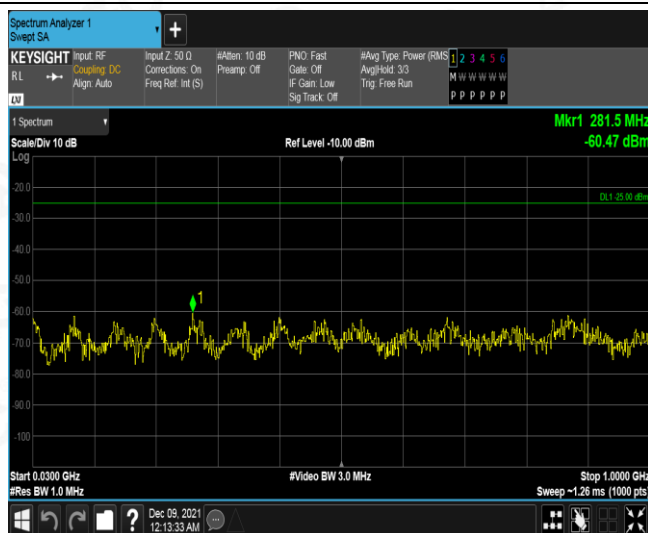 Spectrum Analyzer 1
Swept SA
+
KEYSIGHT
RL
Input: RF
Coupling: DC
Align: Auto
Input Z: 50 Ω
Corrections: On
Freq Ref: Int (S)
#Atten: 10 dB
Preamp: Off
PNO: Fast
Gate: Off
IF Gain: Low
Sig Track: Off
#Avg Type: Power (RMS
Avg|Hold: 3/3
Trig: Free Run
1 2 3 4 5 6
M W W W W W
P P P P P P
1 Spectrum
Scale/Div 10 dB
Log
Ref Level -10.00 dBm
Mkr1 281.5 MHz
-60.47 dBm
DL1 -25.00 dBm
-20.0
-30.0
-40.0
-50.0
-60.0
-70.0
-80.0
-90.0
-100
1
Start 0.0300 GHz
#Video BW 3.0 MHz
Stop 1.0000 GHz
#Res BW 1.0 MHz
Sweep ~1.26 ms (1000 pts)
?
Dec 09, 2021
12:13:33 AM